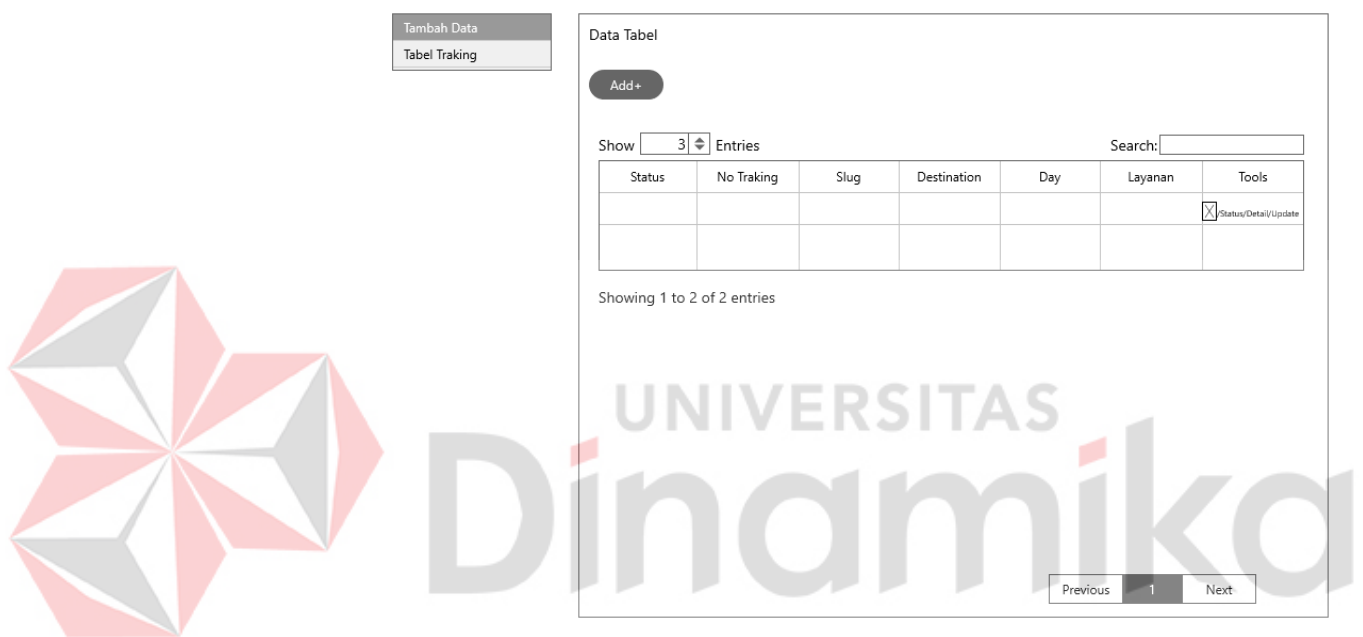 Tambah Data
Tabel Traking
Data Tabel
Add+
Show 3 Entries Search:
Status No Traking Slug Destination Day Layanan Tools
X/Status/Detail/Update
Showing 1 to 2 of 2 entries
UNIVERSITAS
Dinamika
Previous 1 Next